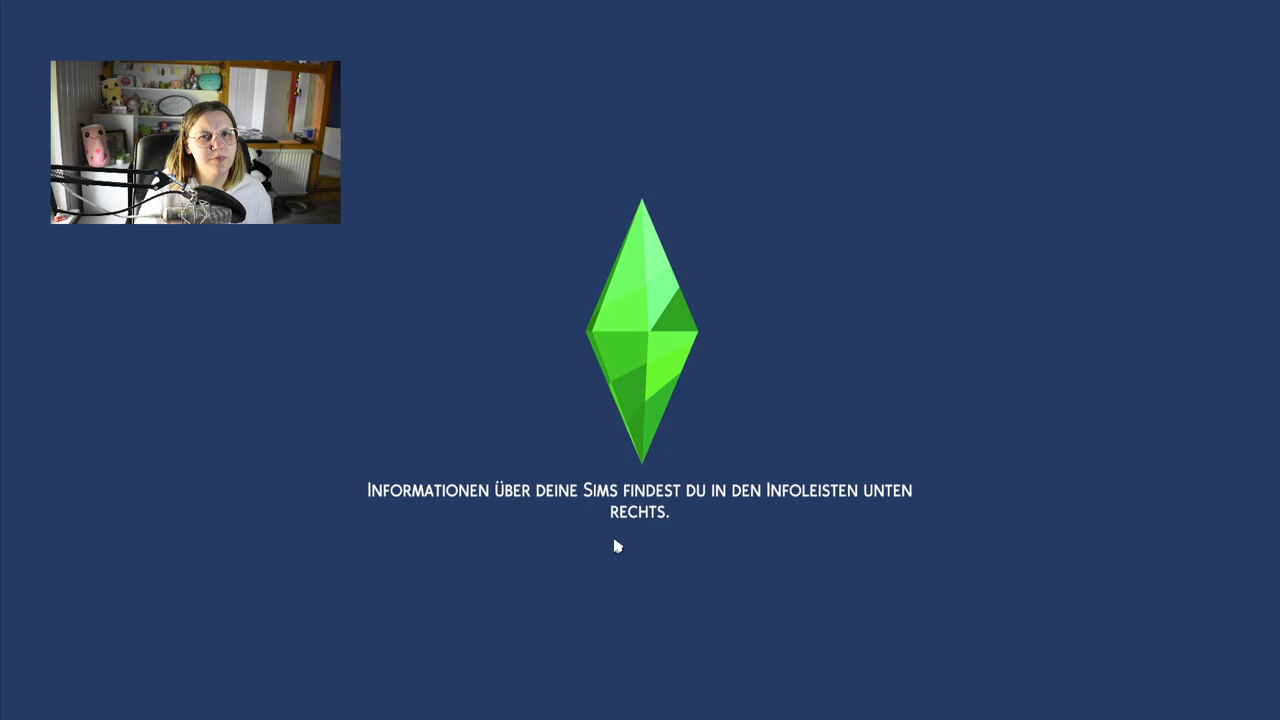 Informationen über deine Sims findest du in den Infoleisten unten
rechts.